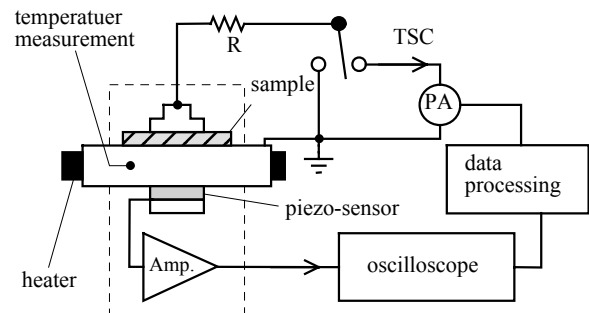 temperatuer
measurement
R
TSC
sample
PA
data
processing
piezo-sensor
heater
Amp.
oscilloscope